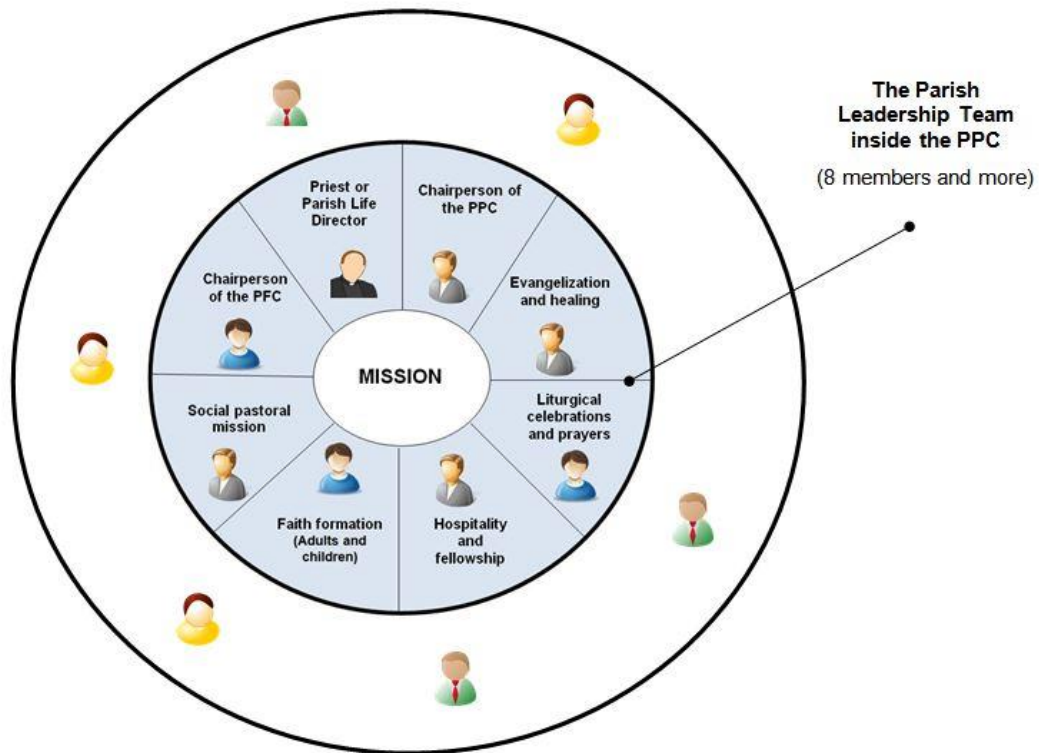 The Parish
Leadership Team
inside the PPC
(8 members and more)
Priest or
Parish Life
Director
Chairperson of
the PPC
Chairperson
of the PFC
Evangelization
and healing
MISSION
Social pastoral
mission
Liturgical
celebrations
and prayers
Faith formation
(Adults and
children)
Hospitality
and
fellowship